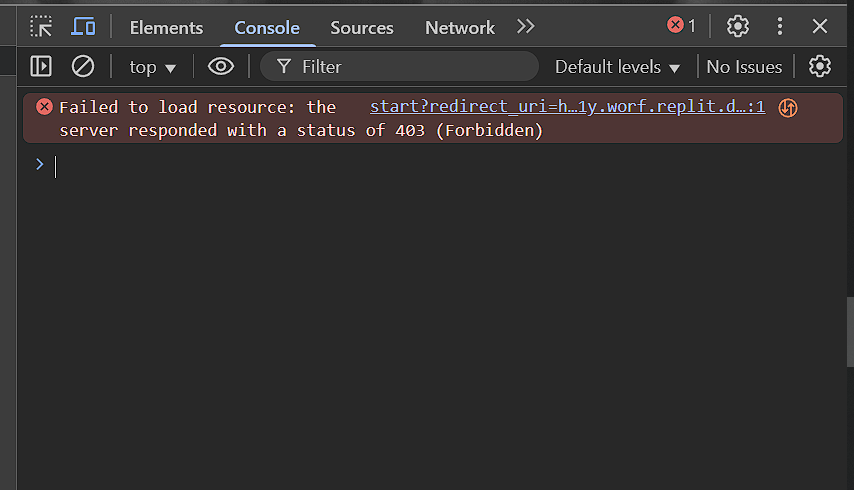 Elements Console Sources Network 1
top Filter Default levels No Issues
Failed to load resource: the start?redirect_uri=h…1y.worf.replit.d…:1
server responded with a status of 403 (Forbidden)